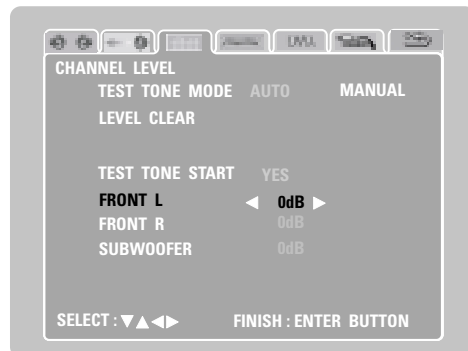 CHANNEL LEVEL
TEST TONE MODE AUTO MANUAL
LEVEL CLEAR
TEST TONE START YES
FRONT L ◀ 0dB ▶
FRONT R 0dB
SUBWOOFER 0dB
SELECT : ▼▲◀▶ FINISH : ENTER BUTTON